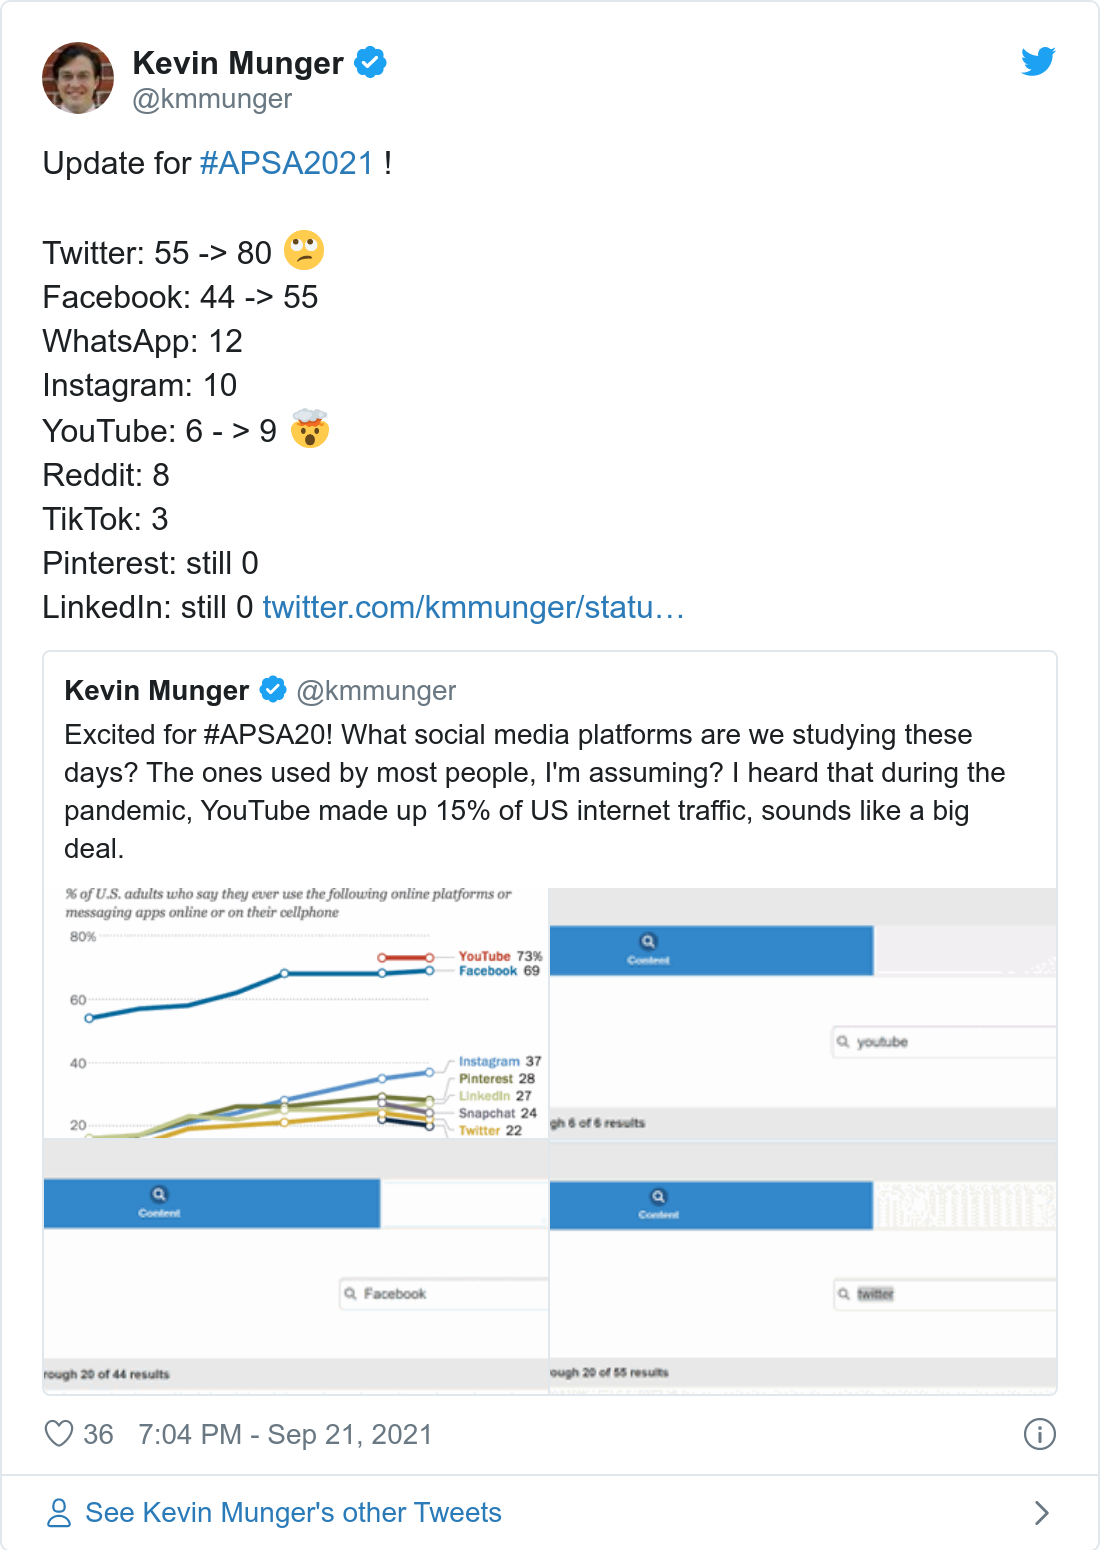 Kevin Munger
@kmmunger
Update for #APSA2021 !
Twitter: 55 -> 80 🙄
Facebook: 44 -> 55
WhatsApp: 12
Instagram: 10
YouTube: 6 - > 9 🤯
Reddit: 8
TikTok: 3
Pinterest: still 0
LinkedIn: still 0 twitter.com/kmmunger/statu…
Kevin Munger @kmmunger
Excited for #APSA20! What social media platforms are we studying these
days? The ones used by most people, I'm assuming? I heard that during the
pandemic, YouTube made up 15% of US internet traffic, sounds like a big
deal.
% of U.S. adults who say they ever use the following online platforms or
messaging apps online or on their cellphone
80%
YouTube 73%
Facebook 69
60
40
Instagram 37
Pinterest 28
LinkedIn 27
Snapchat 24
20
Twitter 22
Content
youtube
gh 6 of 6 results
Content
Facebook
rough 20 of 44 results
Content
twitter
ough 20 of 55 results
36 7:04 PM - Sep 21, 2021
See Kevin Munger's other Tweets